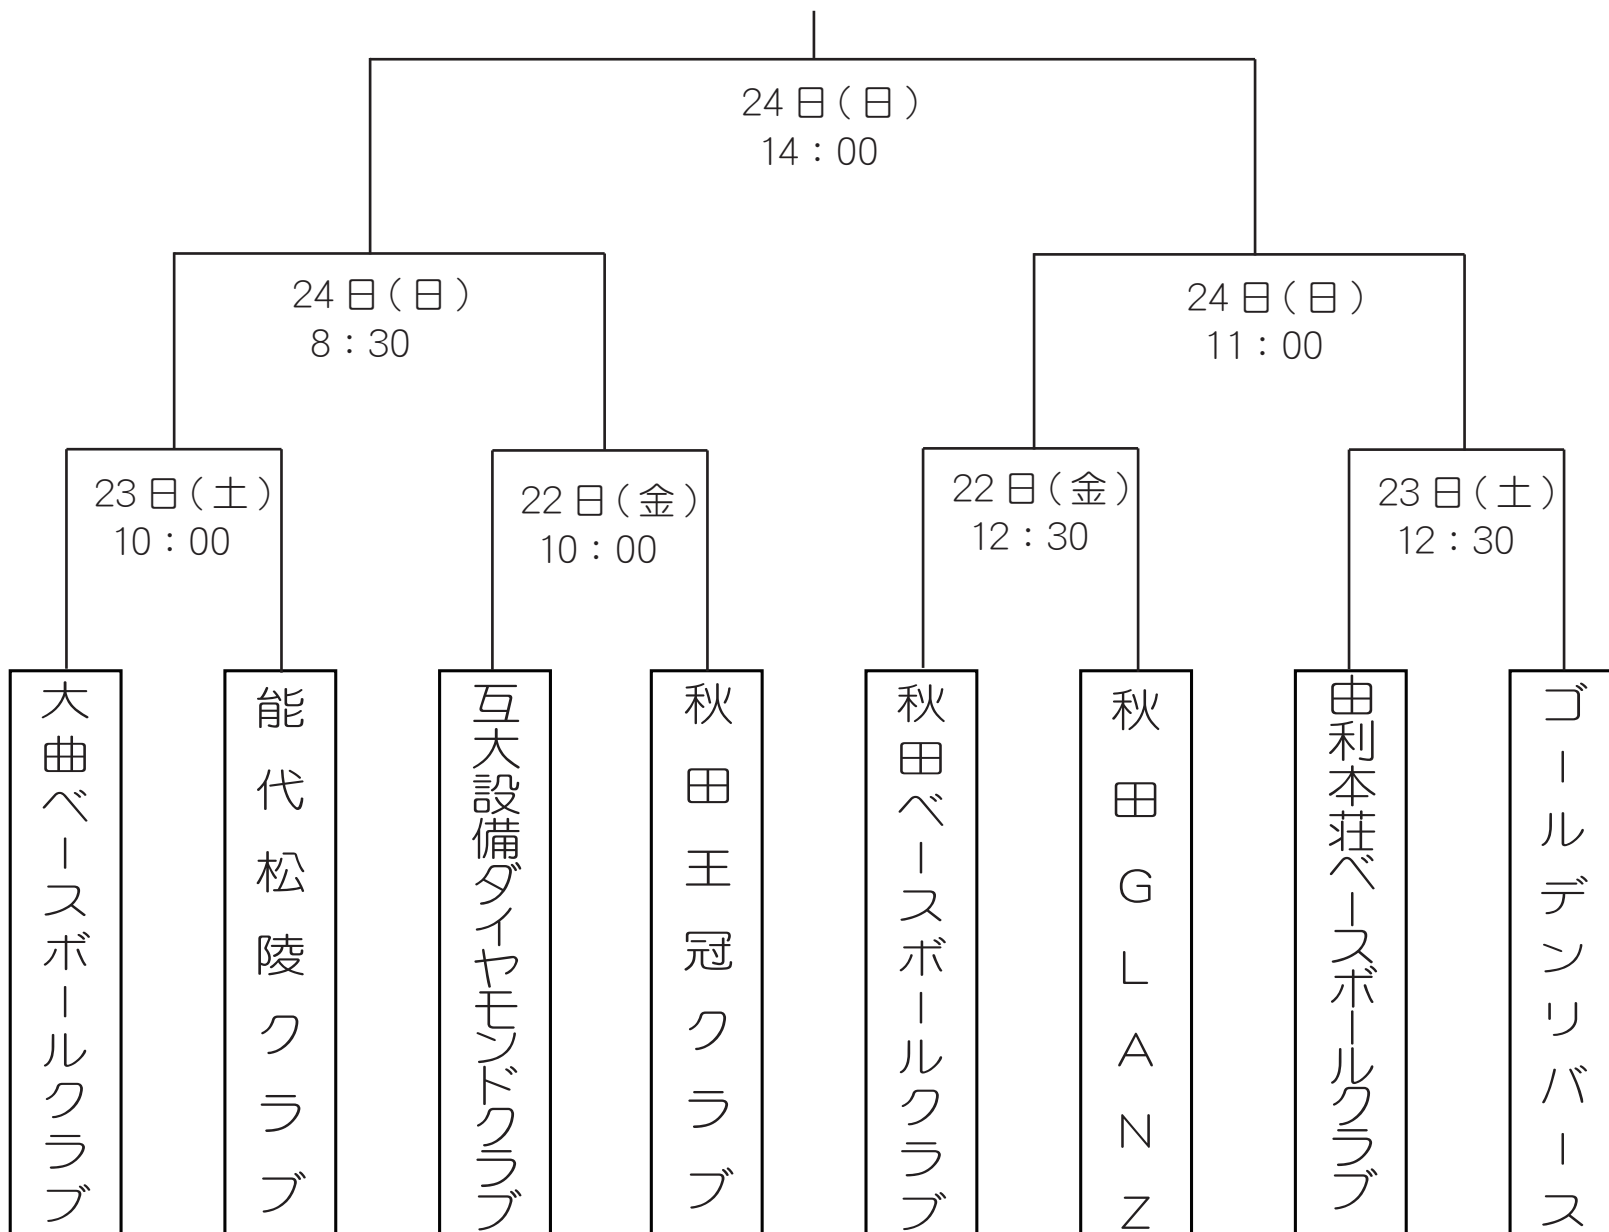 24日(日)
14：00
24日(日)
8：30
24日(日)
11：00
23日(土)
10：00
22日(金)
10：00
22日(金)
12：30
23日(土)
12：30
大曲ベースボールクラブ
能代松陵クラブ
互大設備ダイヤモンドクラブ
秋田王冠クラブ
秋田ベースボールクラブ
秋田GLANZ
由利本荘ベースボールクラブ
ゴールデンリバース